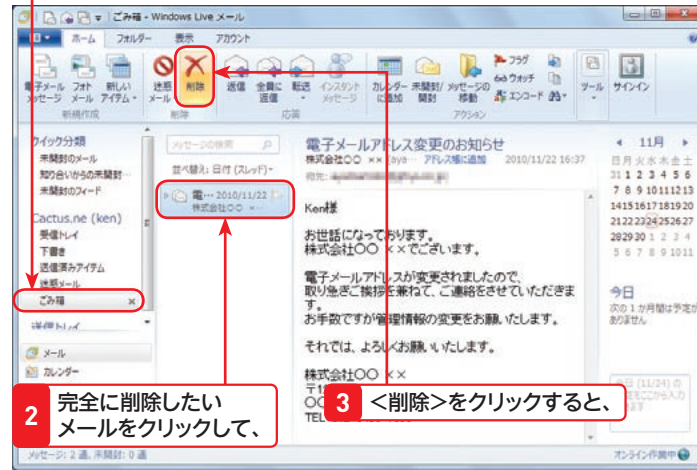 ごみ箱 - Windows Live メール
ホーム フォルダー 表示 アカウント
電子メール メッセージ
フォト メール
新しい アイテム
迷惑 メール
削除
返信
全員に 返信
転送
インスタント メッセージ
カレンダー に追加
未開封/ 開封
メッセージの 移動
フラグ
ウォッチ
エンコード
ツール
サインイン
新規作成 削除 応答 アクション
クイック分類
未開封のメール
知り合いからの未開封…
未開封のフィード
Cactus.ne (ken)
受信トレイ
下書き
送信済みアイテム
迷惑メール
ごみ箱 ×
送信トレイ
メール
カレンダー
メッセージの検索
並べ替え: 日付 (スレッド)
電… 2010/11/22
株式会社○○ ×…
電子メールアドレス変更のお知らせ
株式会社○○ ×× アドレス帳に追加 2010/11/22 16:37
宛先:
Ken様
お世話になっております。
株式会社○○ ××でございます。
電子メールアドレスが変更されましたので、
取り急ぎご挨拶を兼ねて、ご連絡をさせていただきま
す。
お手数ですが管理情報の変更をお願いいたします。
それでは、よろしくお願いいたします。
株式会社○○ ××
TEL
11月
日 月 火 水 木 金 土
31 1 2 3 4 5 6
7 8 9 10 11 12 13
14 15 16 17 18 19 20
21 22 23 24 25 26 27
28 29 30 1 2 3 4
5 6 7 8 9 10 11
今日
次の 1 か月間は予定が
ありません
今日 (11/24) の
予定をここから入力
できます
2 完全に削除したい
メールをクリックして、
3 <削除>をクリックすると、
メッセージ: 2 通、未開封: 0 通
オンライン作業中